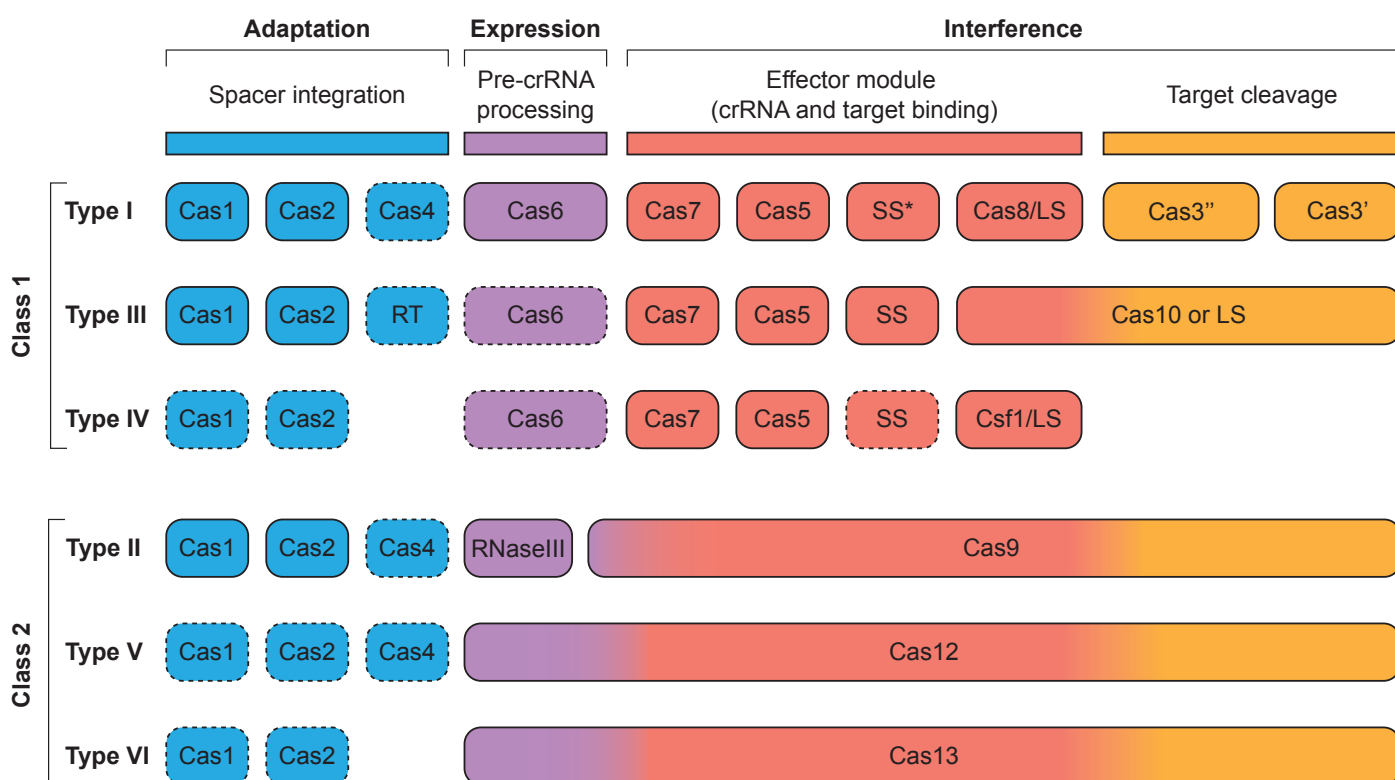 Adaptation Expression Interference
Spacer integration
Pre-crRNA
processing
Effector module
(crRNA and target binding)
Target cleavage
Class 1
Type I Cas1 Cas2 Cas4 Cas6 Cas7 Cas5 SS* Cas8/LS Cas3’’ Cas3’
Type III Cas1 Cas2 RT Cas6 Cas7 Cas5 SS Cas10 or LS
Type IV Cas1 Cas2 Cas6 Cas7 Cas5 SS Csf1/LS
Class 2
Type II Cas1 Cas2 Cas4 RNaseIII Cas9
Type V Cas1 Cas2 Cas4 Cas12
Type VI Cas1 Cas2 Cas13